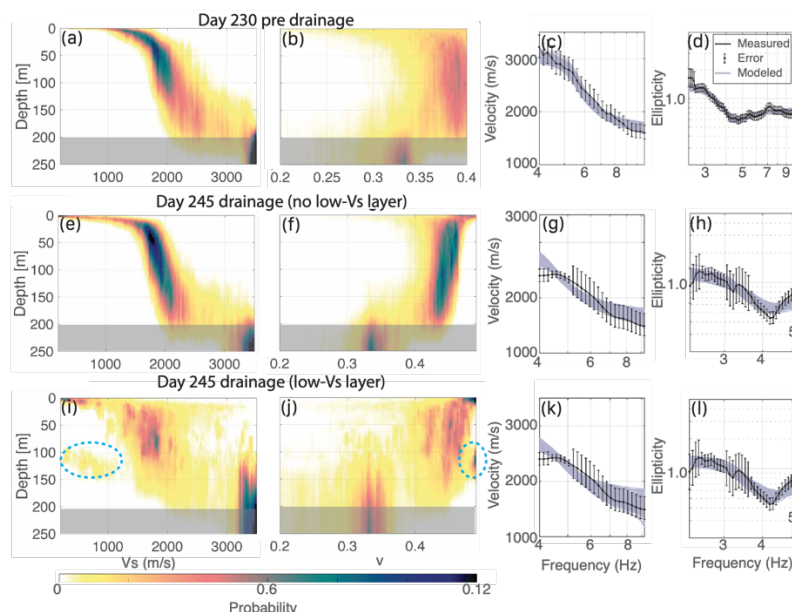 Day 230 pre drainage
(a)
(b)
(c)
(d)
Measured
Error
Modeled
Depth [m]
0
50
100
150
200
250
1000 2000 3000
0.2 0.25 0.3 0.35 0.4
Velocity (m/s)
3000
2000
1000
4 6 8
Ellipticity
1.0
3 5 7 9
Day 245 drainage (no low-Vs layer)
(e)
(f)
(g)
(h)
Depth [m]
0
50
100
150
200
250
1000 2000 3000
0.2 0.3 0.4
Velocity (m/s)
3000
2000
1000
4 6 8
Ellipticity
1.0
3 4 5
Day 245 drainage (low-Vs layer)
(i)
(j)
(k)
(l)
Depth [m]
0
50
100
150
200
250
1000 2000 3000
Vs (m/s)
0.2 0.3 0.4
v
Velocity (m/s)
3500
2500
1500
4 6 8
Frequency (Hz)
Ellipticity
1.0
3 4 5
Frequency (Hz)
0 0.6 0.12
Probability